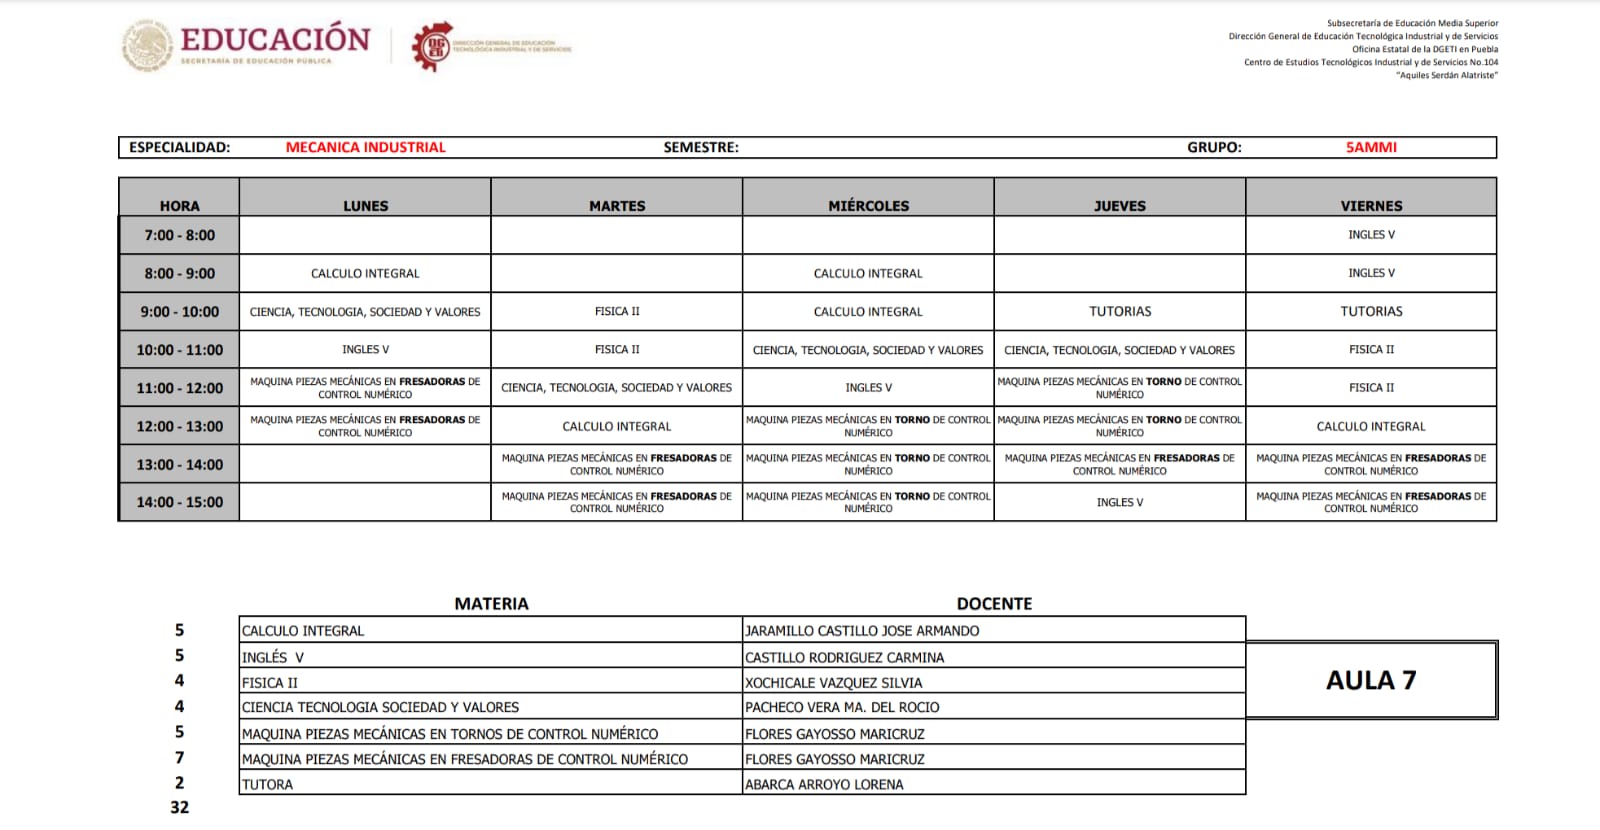 EDUCACIÓN
SECRETARÍA DE EDUCACIÓN PÚBLICA
DGETI
DIRECCIÓN GENERAL DE EDUCACIÓN
TECNOLÓGICA INDUSTRIAL Y DE SERVICIOS
Subsecretaría de Educación Media Superior
Dirección General de Educación Tecnológica Industrial y de Servicios
Oficina Estatal de la DGETI en Puebla
Centro de Estudios Tecnológicos Industrial y de Servicios No.104
"Aquiles Serdán Alatriste"
ESPECIALIDAD: MECANICA INDUSTRIAL SEMESTRE: GRUPO: 5AMMI
HORA LUNES MARTES MIÉRCOLES JUEVES VIERNES
7:00 - 8:00 INGLES V
8:00 - 9:00 CALCULO INTEGRAL CALCULO INTEGRAL INGLES V
9:00 - 10:00 CIENCIA, TECNOLOGIA, SOCIEDAD Y VALORES FISICA II CALCULO INTEGRAL TUTORIAS TUTORIAS
10:00 - 11:00 INGLES V FISICA II CIENCIA, TECNOLOGIA, SOCIEDAD Y VALORES CIENCIA, TECNOLOGIA, SOCIEDAD Y VALORES FISICA II
11:00 - 12:00 MAQUINA PIEZAS MECÁNICAS EN FRESADORAS DE CONTROL NUMÉRICO CIENCIA, TECNOLOGIA, SOCIEDAD Y VALORES INGLES V MAQUINA PIEZAS MECÁNICAS EN TORNO DE CONTROL NUMÉRICO FISICA II
12:00 - 13:00 MAQUINA PIEZAS MECÁNICAS EN FRESADORAS DE CONTROL NUMÉRICO CALCULO INTEGRAL MAQUINA PIEZAS MECÁNICAS EN TORNO DE CONTROL NUMÉRICO MAQUINA PIEZAS MECÁNICAS EN TORNO DE CONTROL NUMÉRICO CALCULO INTEGRAL
13:00 - 14:00 MAQUINA PIEZAS MECÁNICAS EN FRESADORAS DE CONTROL NUMÉRICO MAQUINA PIEZAS MECÁNICAS EN TORNO DE CONTROL NUMÉRICO MAQUINA PIEZAS MECÁNICAS EN FRESADORAS DE CONTROL NUMÉRICO MAQUINA PIEZAS MECÁNICAS EN FRESADORAS DE CONTROL NUMÉRICO
14:00 - 15:00 MAQUINA PIEZAS MECÁNICAS EN FRESADORAS DE CONTROL NUMÉRICO MAQUINA PIEZAS MECÁNICAS EN TORNO DE CONTROL NUMÉRICO INGLES V MAQUINA PIEZAS MECÁNICAS EN FRESADORAS DE CONTROL NUMÉRICO
MATERIA DOCENTE
5 CALCULO INTEGRAL JARAMILLO CASTILLO JOSE ARMANDO
5 INGLÉS V CASTILLO RODRIGUEZ CARMINA
4 FISICA II XOCHICALE VAZQUEZ SILVIA
AULA 7
4 CIENCIA TECNOLOGIA SOCIEDAD Y VALORES PACHECO VERA MA. DEL ROCIO
5 MAQUINA PIEZAS MECÁNICAS EN TORNOS DE CONTROL NUMÉRICO FLORES GAYOSSO MARICRUZ
7 MAQUINA PIEZAS MECÁNICAS EN FRESADORAS DE CONTROL NUMÉRICO FLORES GAYOSSO MARICRUZ
2 TUTORA ABARCA ARROYO LORENA
32